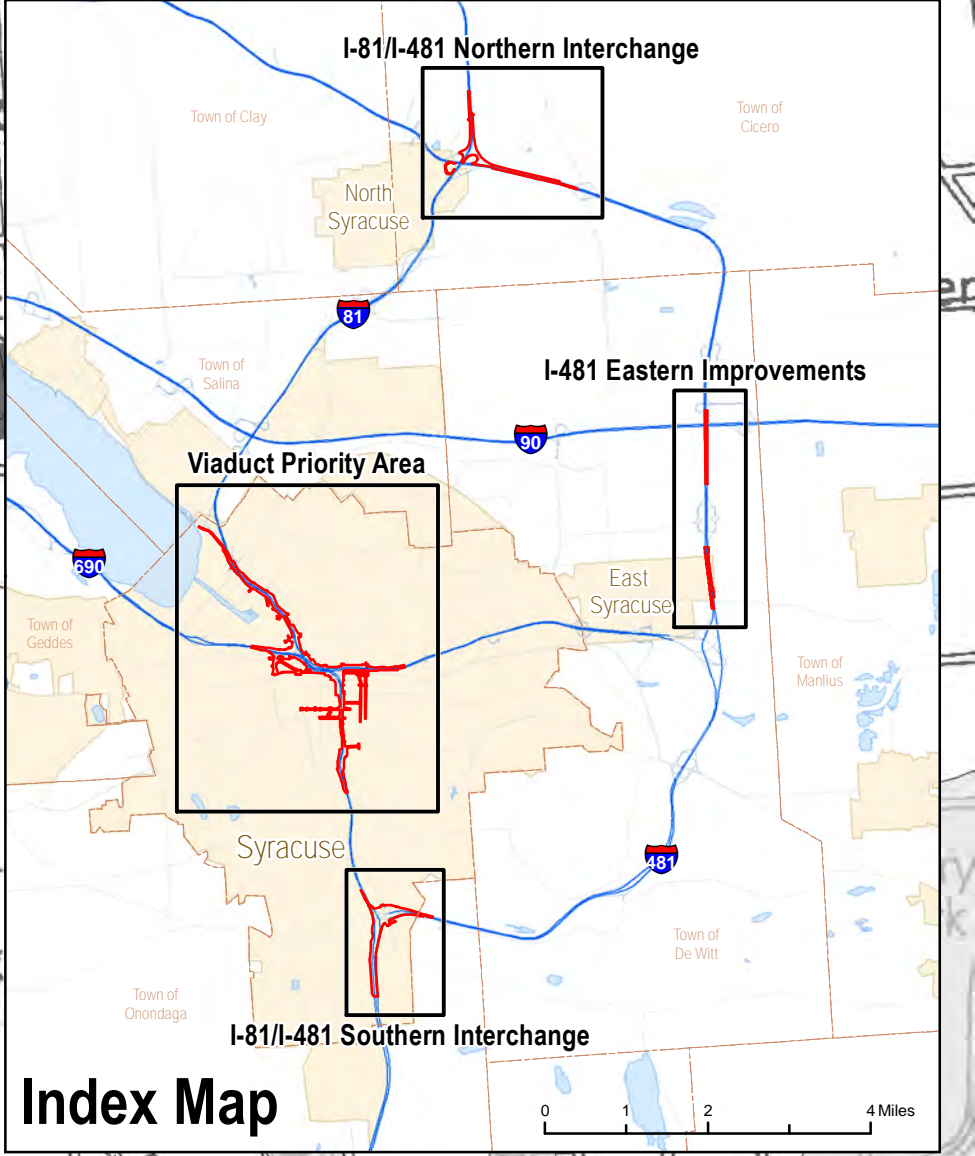 I-81/I-481 Northern Interchange
Town of Clay
Town of
Cicero
North
Syracuse
81
Town of
Salina
I-481 Eastern Improvements
90
Viaduct Priority Area
690
East
Syracuse
Town of
Geddes
Town of
Manlius
Syracuse
481
Town of
De Witt
Town of
Onondaga
I-81/I-481 Southern Interchange
Index Map
0 1 2 4 Miles